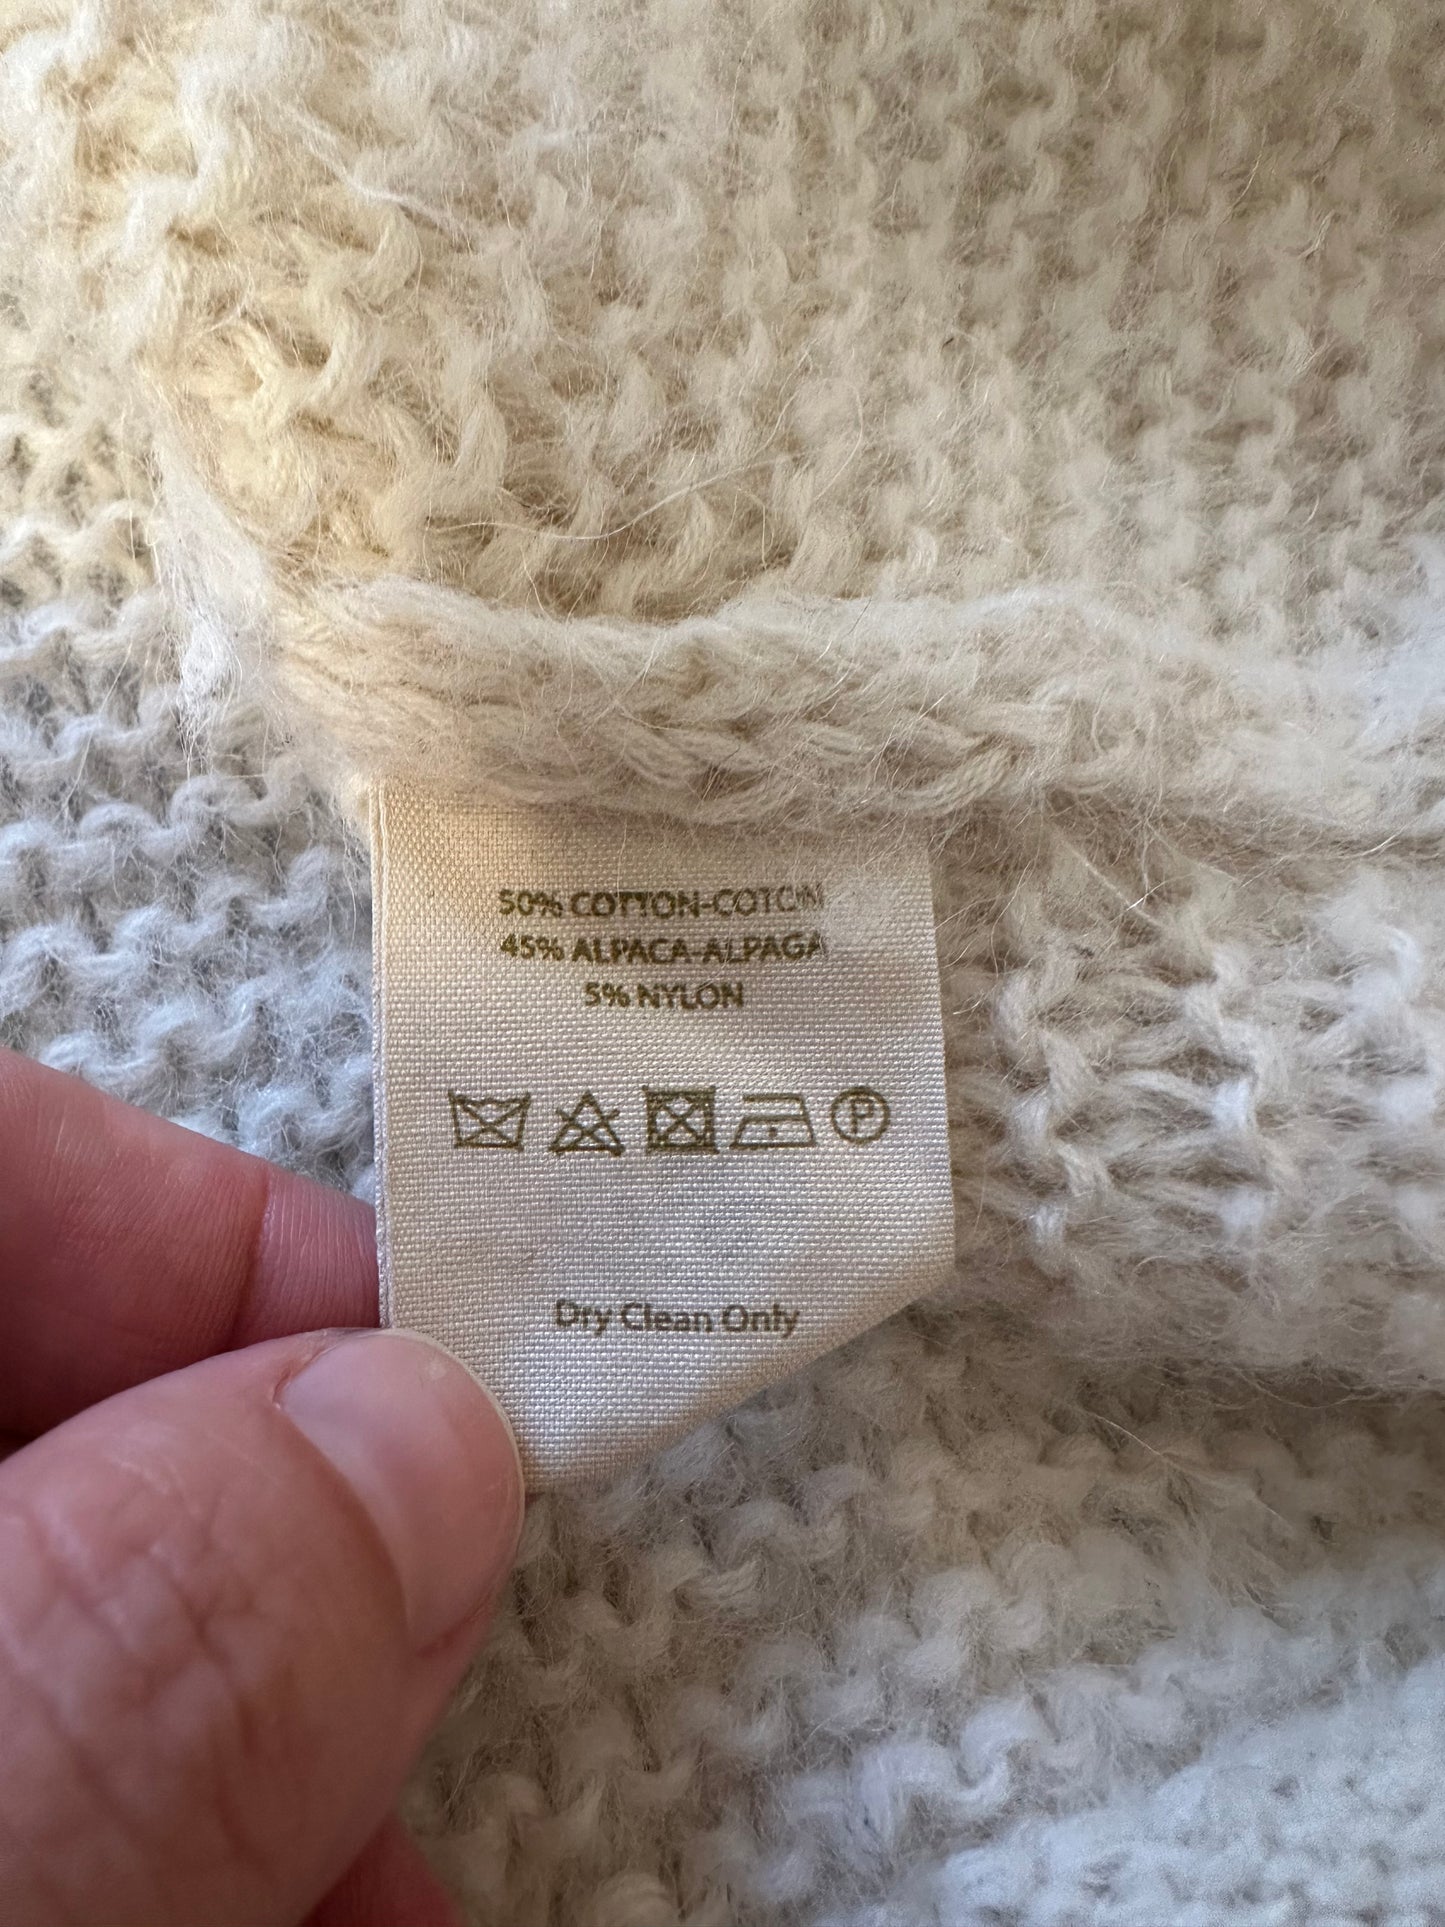 50% COTTON-COTON
45% ALPACA-ALPAGA
5% NYLON
P
Dry Clean Only